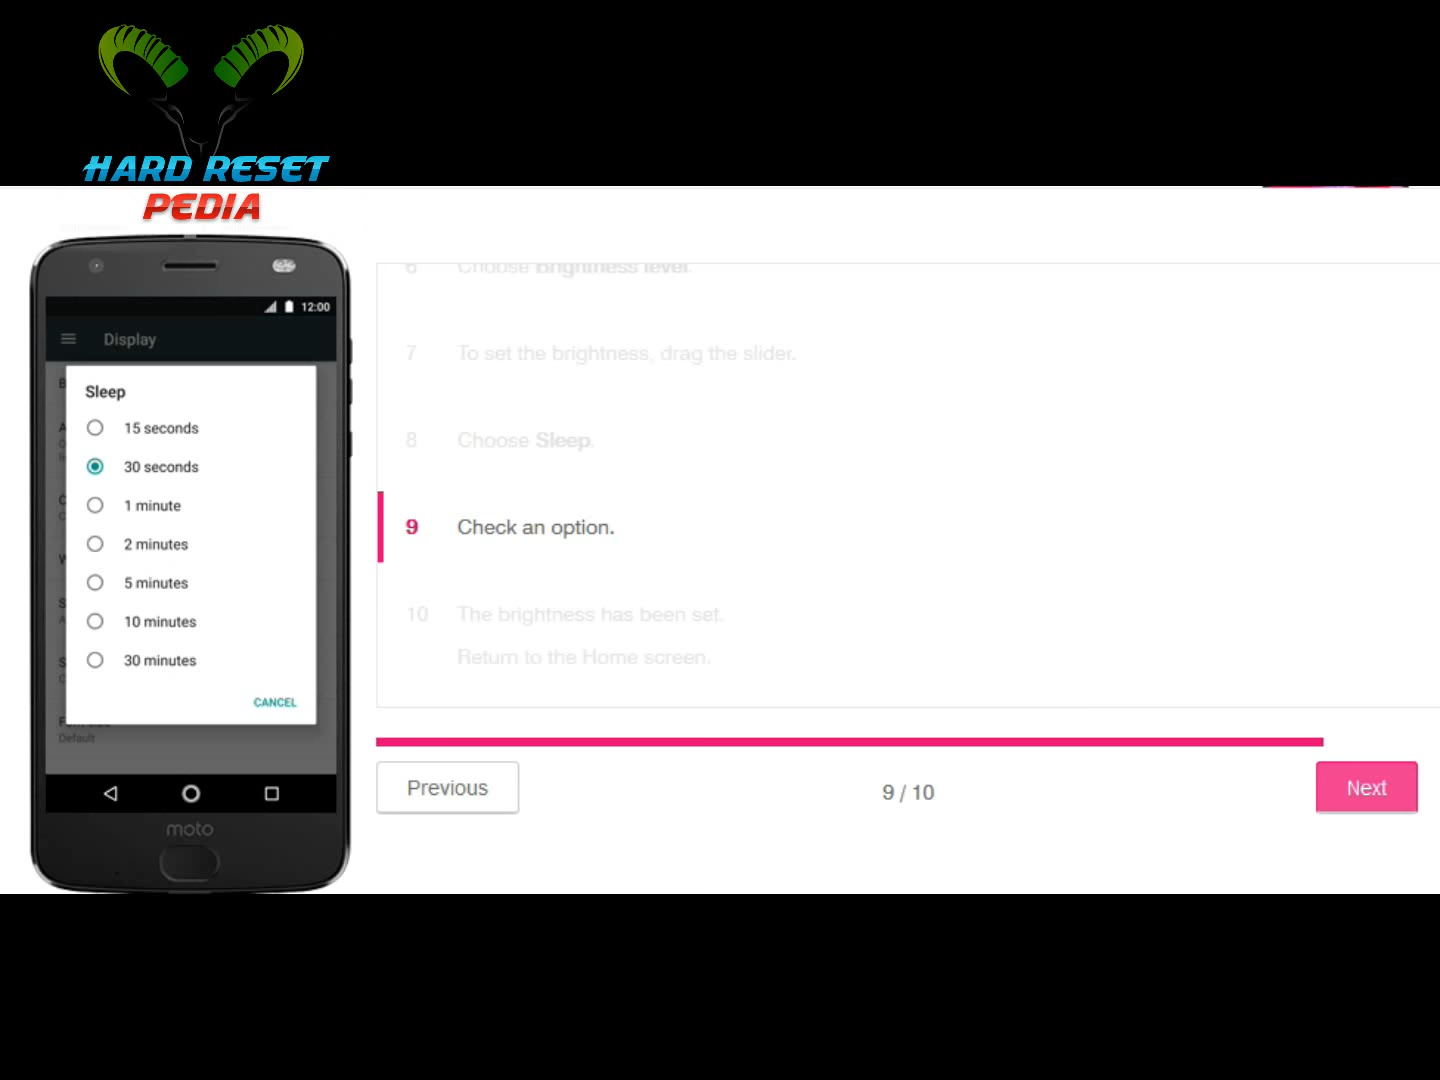 HARD RESET
PEDIA
12:00
Display
Sleep
15 seconds
30 seconds
1 minute
2 minutes
5 minutes
10 minutes
30 minutes
CANCEL
Default
moto
6 Choose Brightness level.
7 To set the brightness, drag the slider.
8 Choose Sleep.
9 Check an option.
10 The brightness has been set.
Return to the Home screen.
Previous
9 / 10
Next